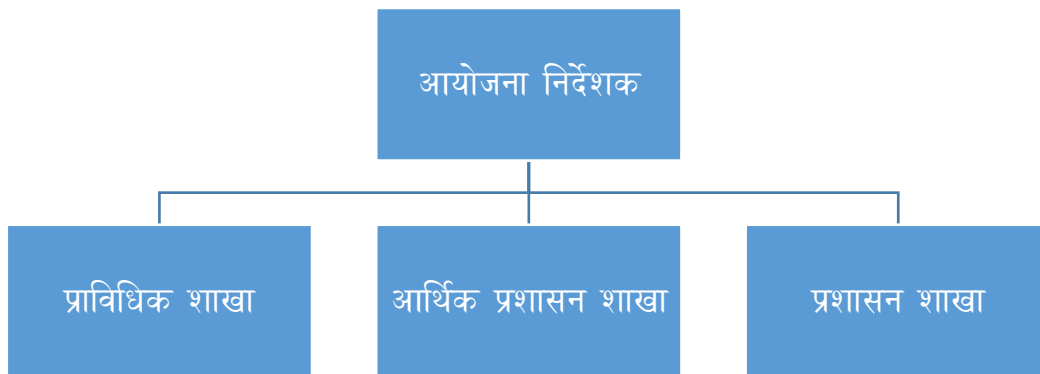 आयोजना निर्देशक
प्राविधिक शाखा
आर्थिक प्रशासन शाखा
प्रशासन शाखा